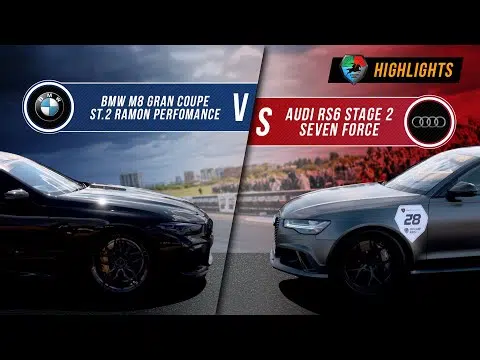 HIGHLIGHTS
BMW
BMW M8 GRAN COUPE
ST.2 RAMON PERFOMANCE
V
S
AUDI RS6 STAGE 2
SEVEN FORCE
28